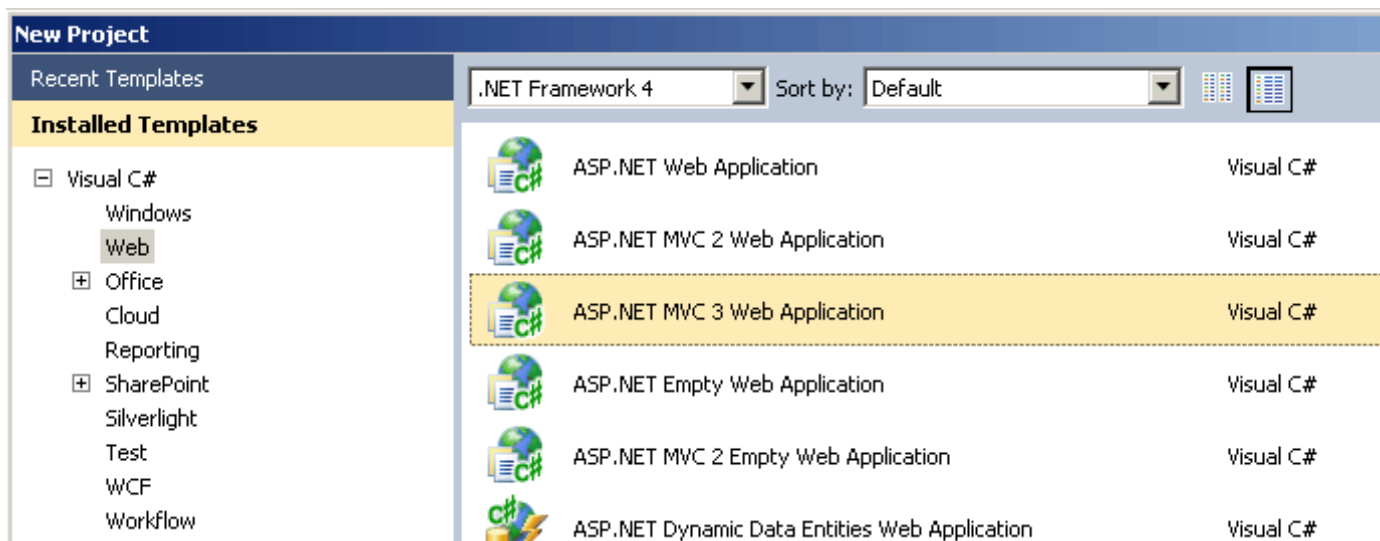 New Project
Recent Templates
Installed Templates
Visual C#
Windows
Web
Office
Cloud
Reporting
SharePoint
Silverlight
Test
WCF
Workflow
.NET Framework 4 Sort by: Default
ASP.NET Web Application Visual C#
ASP.NET MVC 2 Web Application Visual C#
ASP.NET MVC 3 Web Application Visual C#
ASP.NET Empty Web Application Visual C#
ASP.NET MVC 2 Empty Web Application Visual C#
ASP.NET Dynamic Data Entities Web Application Visual C#